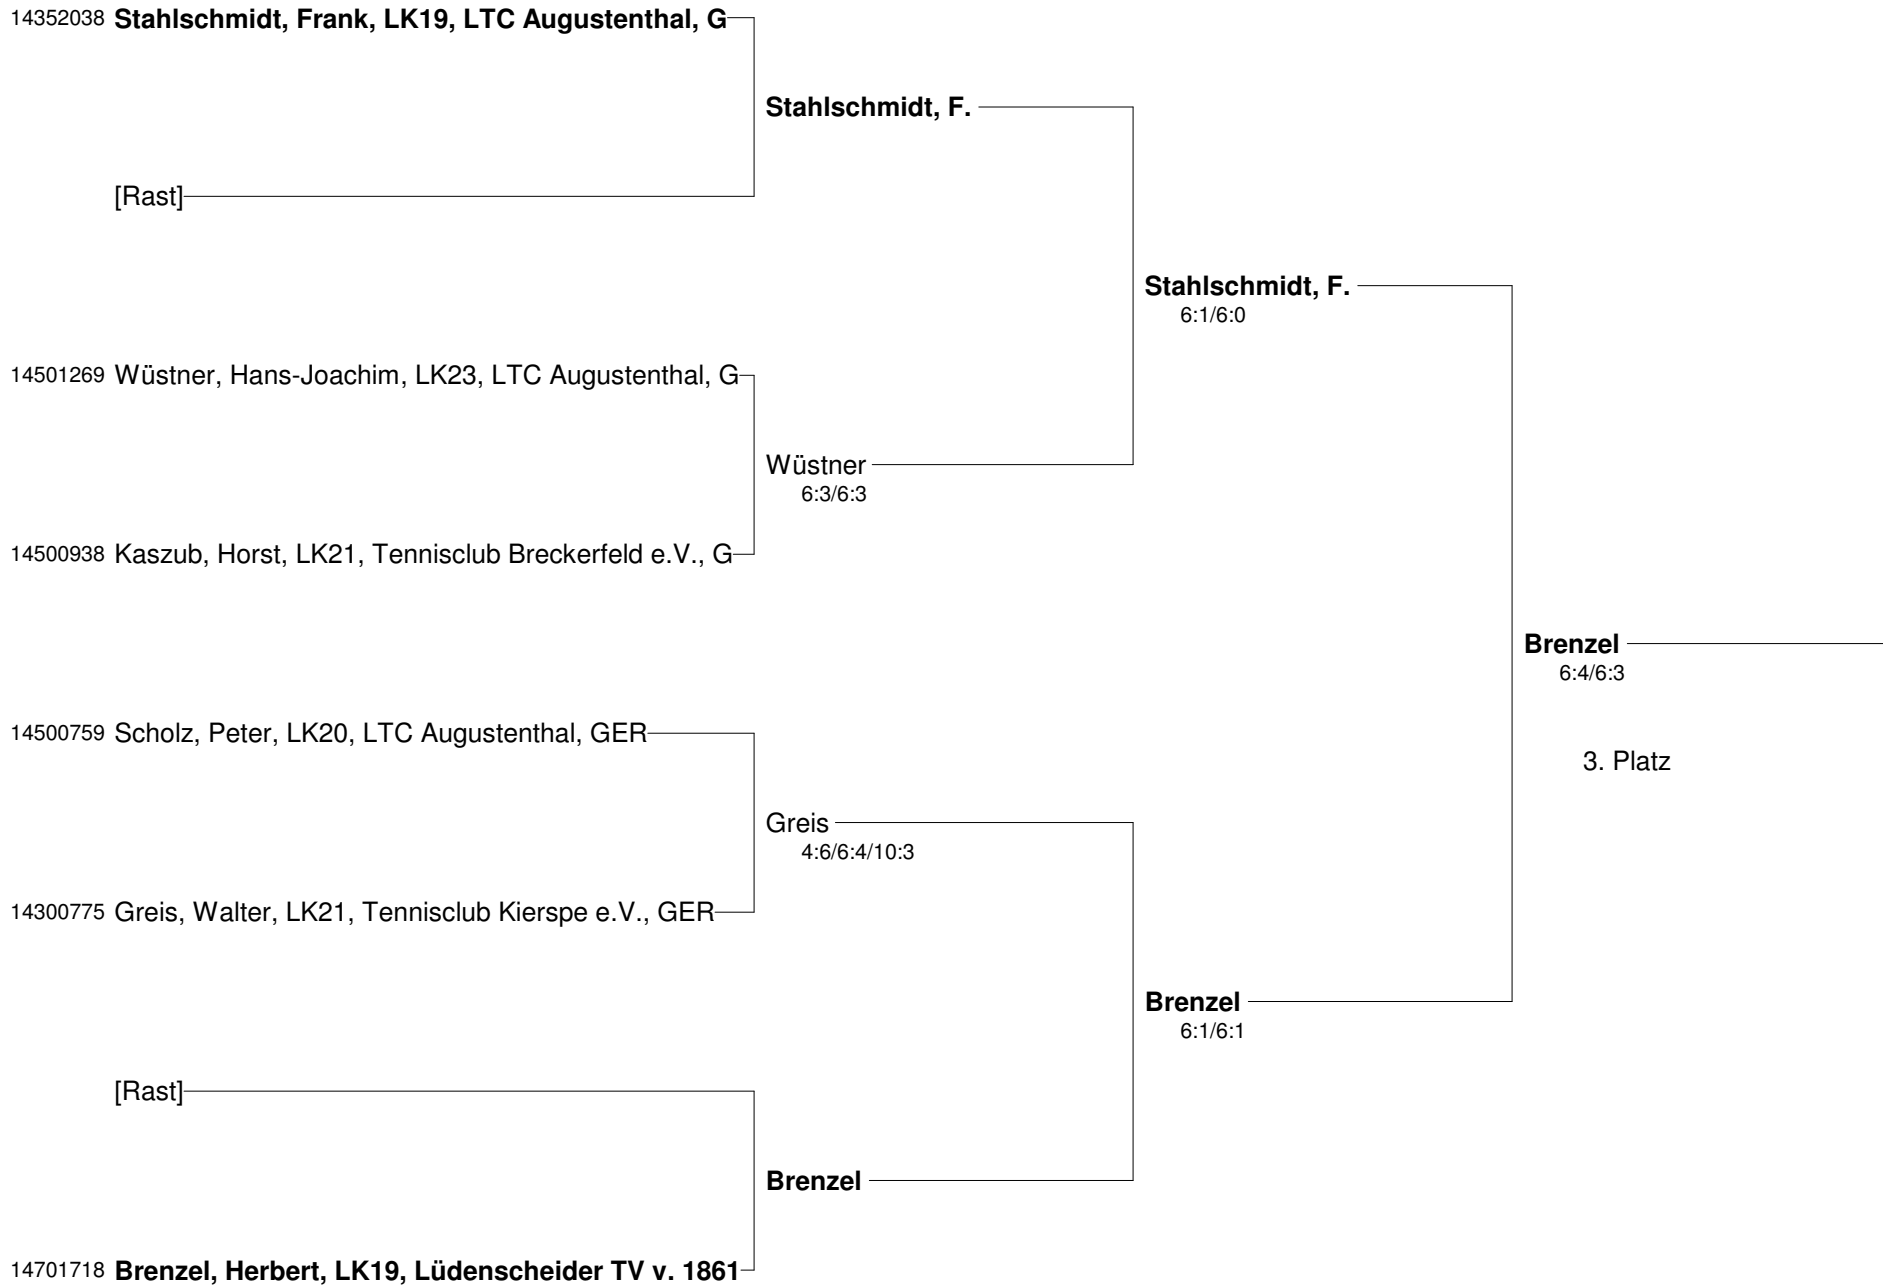 14352038 Stahlschmidt, Frank, LK19, LTC Augustenthal, G
Stahlschmidt, F.
[Rast]
Stahlschmidt, F.
6:1/6:0
14501269 Wüstner, Hans-Joachim, LK23, LTC Augustenthal, G
Wüstner
6:3/6:3
14500938 Kaszub, Horst, LK21, Tennisclub Breckerfeld e.V., G
Brenzel
6:4/6:3
14500759 Scholz, Peter, LK20, LTC Augustenthal, GER
3. Platz
Greis
4:6/6:4/10:3
14300775 Greis, Walter, LK21, Tennisclub Kierspe e.V., GER
Brenzel
6:1/6:1
[Rast]
Brenzel
14701718 Brenzel, Herbert, LK19, Lüdenscheider TV v. 1861